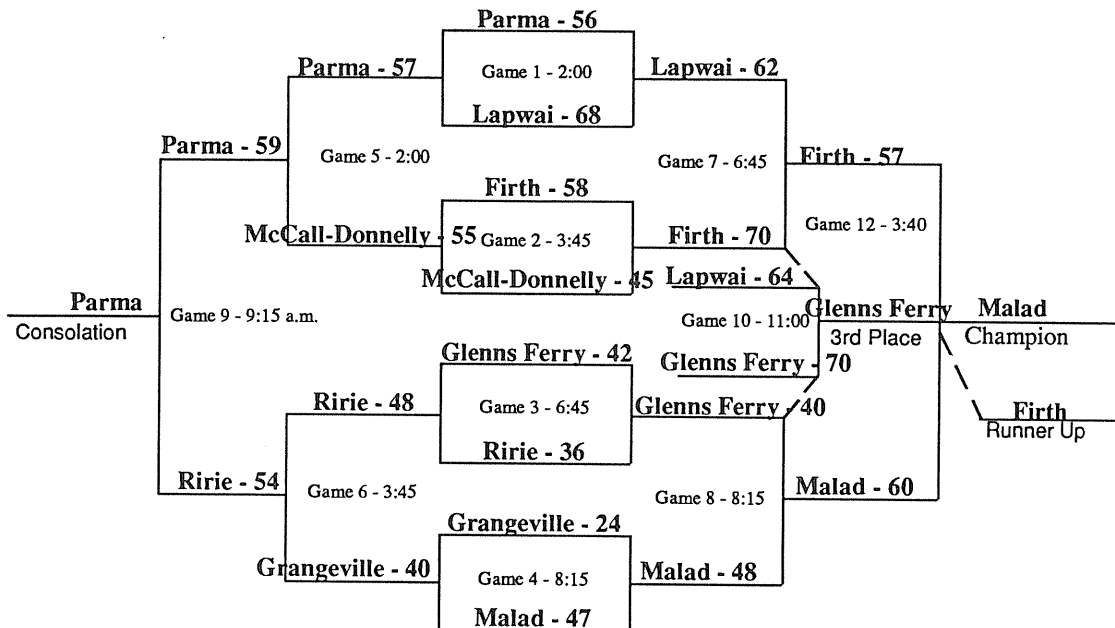 Parma - 56
Parma - 57
Game 1 - 2:00
Lapwai - 62
Lapwai - 68
Parma - 59
Game 5 - 2:00
Game 7 - 6:45
Firth - 57
Firth - 58
Game 12 - 3:40
McCall-Donnelly - 55
Game 2 - 3:45
Firth - 70
McCall-Donnelly - 45
Lapwai - 64
Parma
Game 9 - 9:15 a.m.
Game 10 - 11:00
Glenns Ferry
Malad
Consolation
3rd Place
Champion
Glenns Ferry - 42
Glenns Ferry - 70
Ririe - 48
Game 3 - 6:45
Glenns Ferry - 40
Firth
Runner Up
Ririe - 36
Ririe - 54
Game 6 - 3:45
Game 8 - 8:15
Malad - 60
Grangeville - 24
Grangeville - 40
Game 4 - 8:15
Malad - 48
Malad - 47